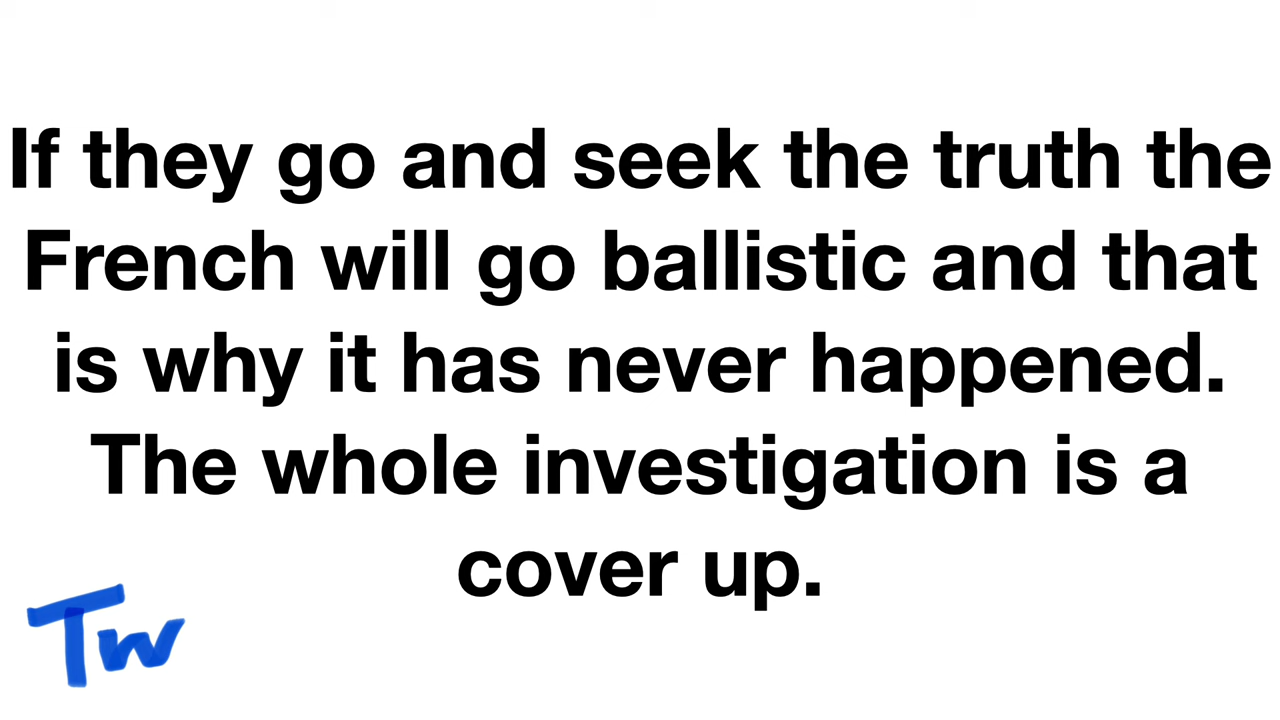 If they go and seek the truth the
French will go ballistic and that
is why it has never happened.
The whole investigation is a
cover up.
Tw